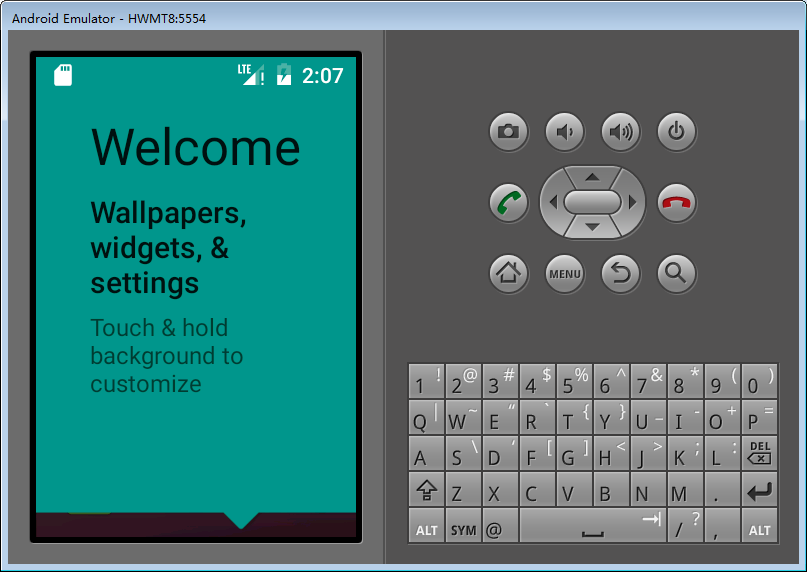 Android Emulator - HWMT8:5554
LTE 2:07
Welcome
Wallpapers,
widgets, &
settings
Touch & hold
background to
customize
MENU
1 ! 2 @ 3 # 4 $ 5 % 6 ^ 7 & 8 * 9 ( 0 )
Q | W ~ E “ R ` T { Y } U _ I - O + P =
A S \ D ‘ F [ G ] H < J > K ; L : DEL
Z X C V B N M .
ALT SYM @ / ? , ALT